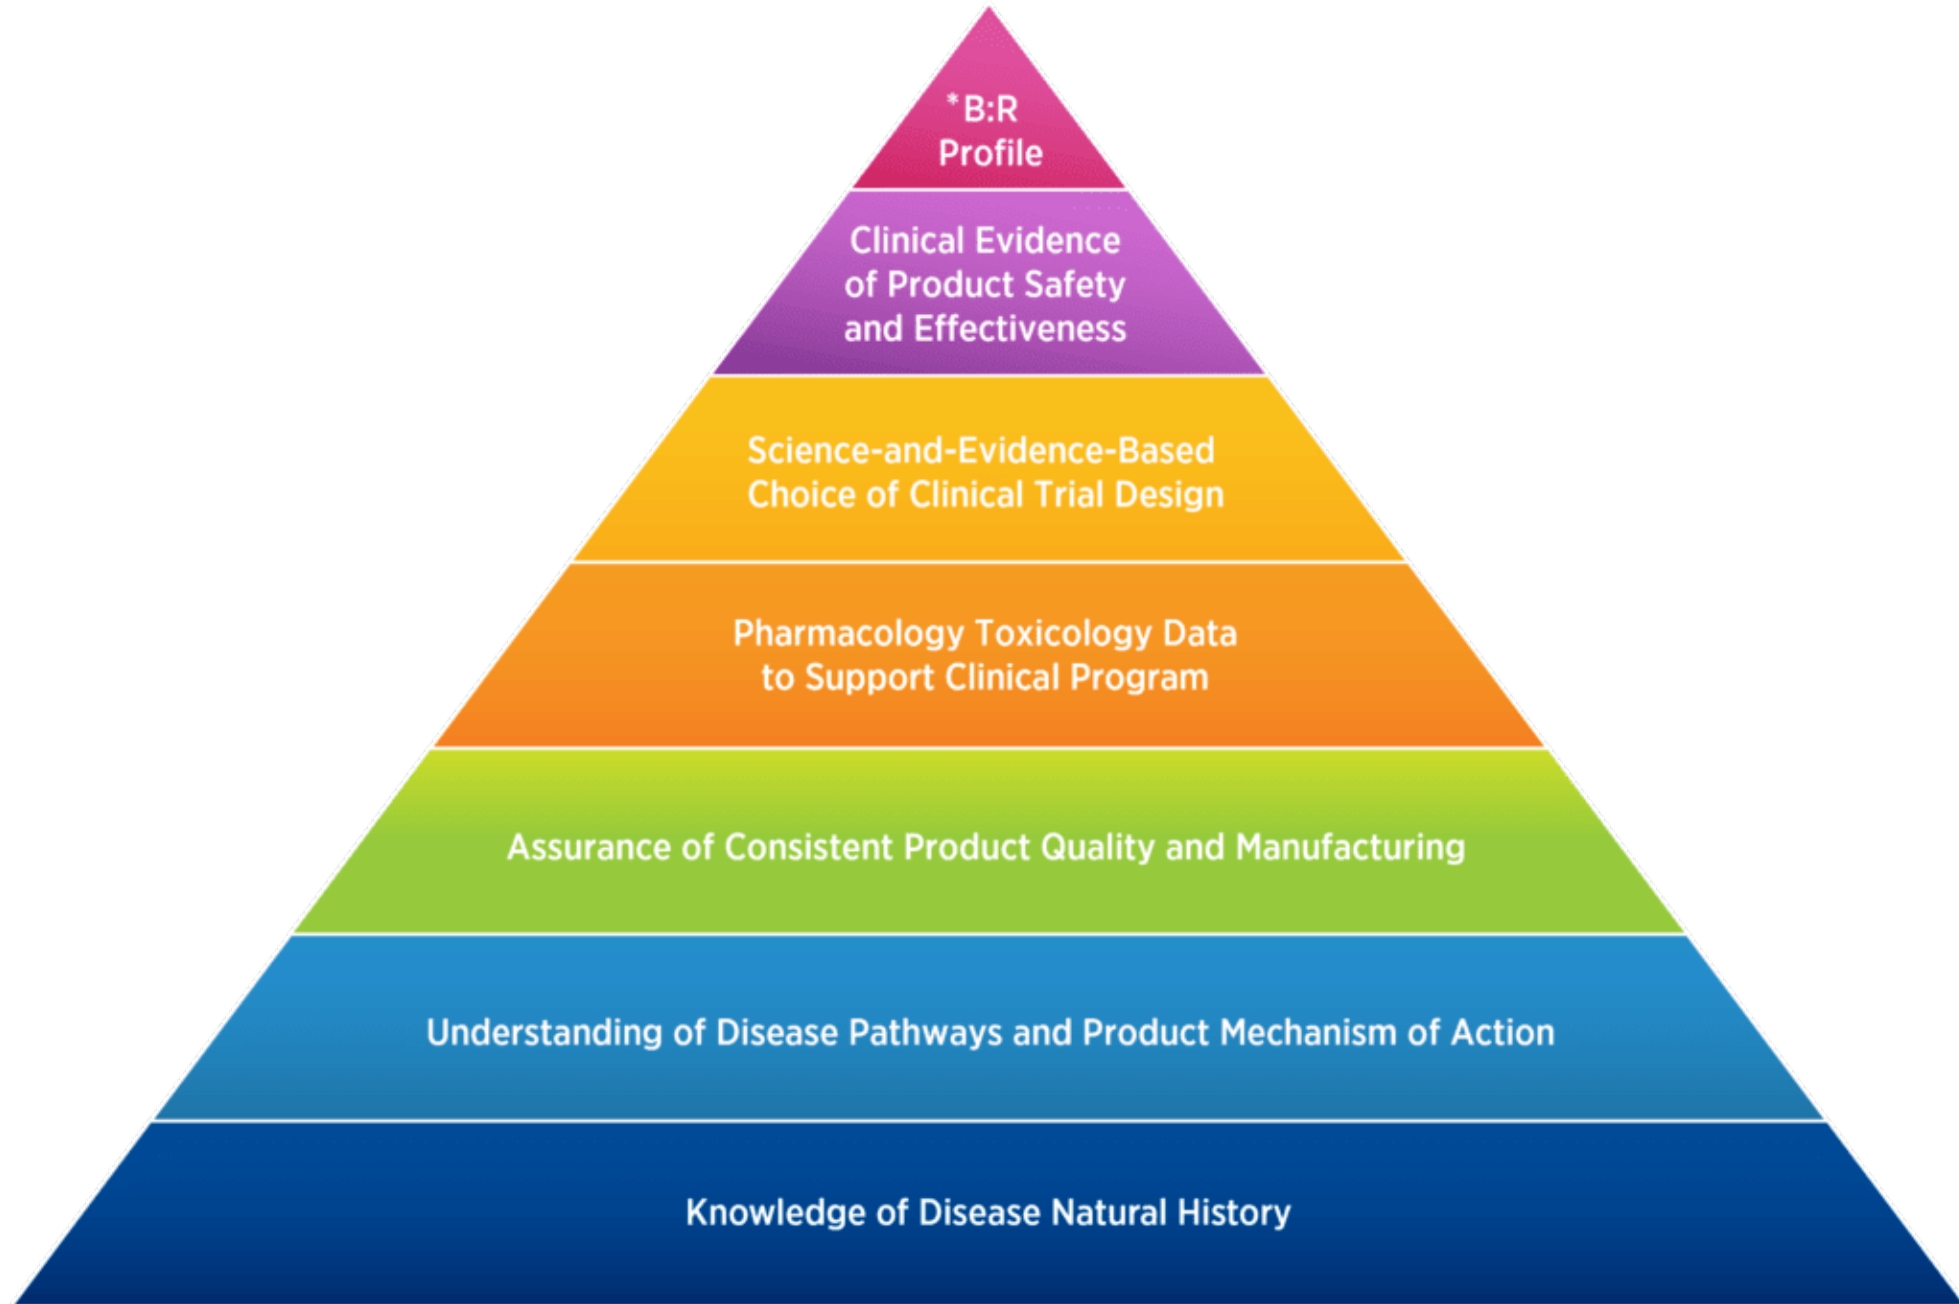 *B:R
Profile
Clinical Evidence
of Product Safety
and Effectiveness
Science-and-Evidence-Based
Choice of Clinical Trial Design
Pharmacology Toxicology Data
to Support Clinical Program
Assurance of Consistent Product Quality and Manufacturing
Understanding of Disease Pathways and Product Mechanism of Action
Knowledge of Disease Natural History